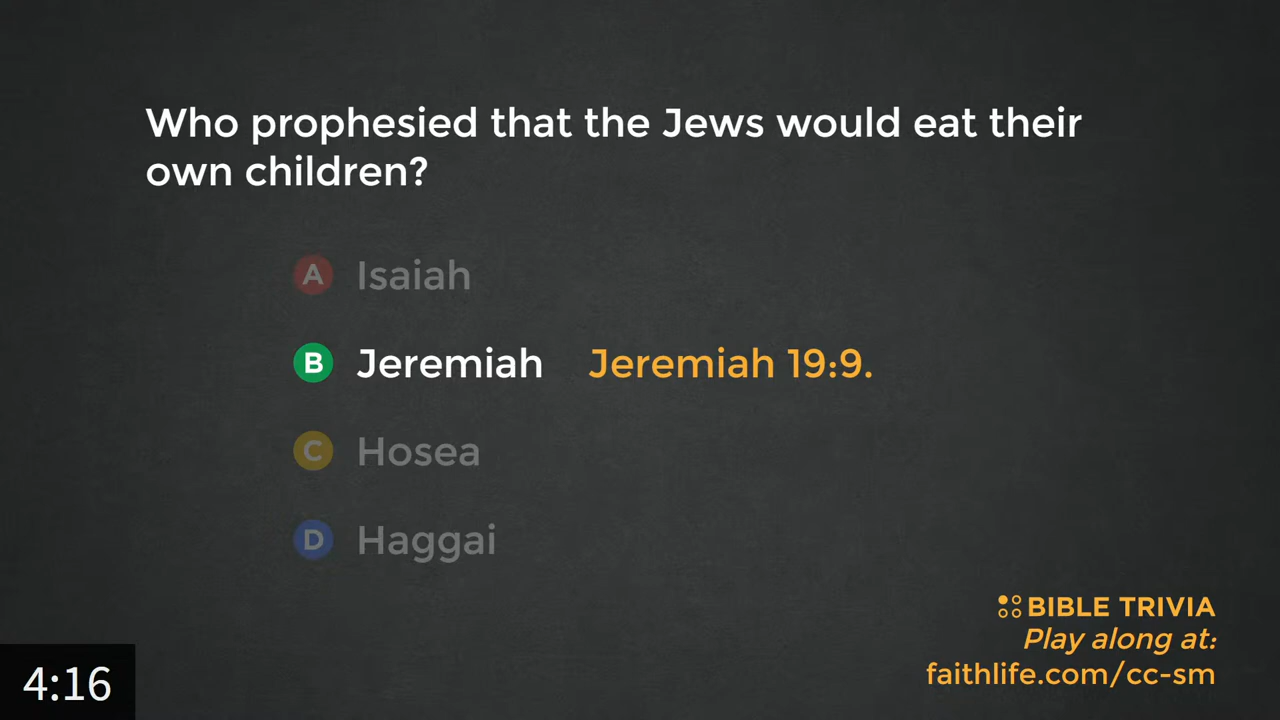 Who prophesied that the Jews would eat their
own children?
A Isaiah
B Jeremiah Jeremiah 19:9.
C Hosea
D Haggai
BIBLE TRIVIA
Play along at:
faithlife.com/cc-sm
4:16